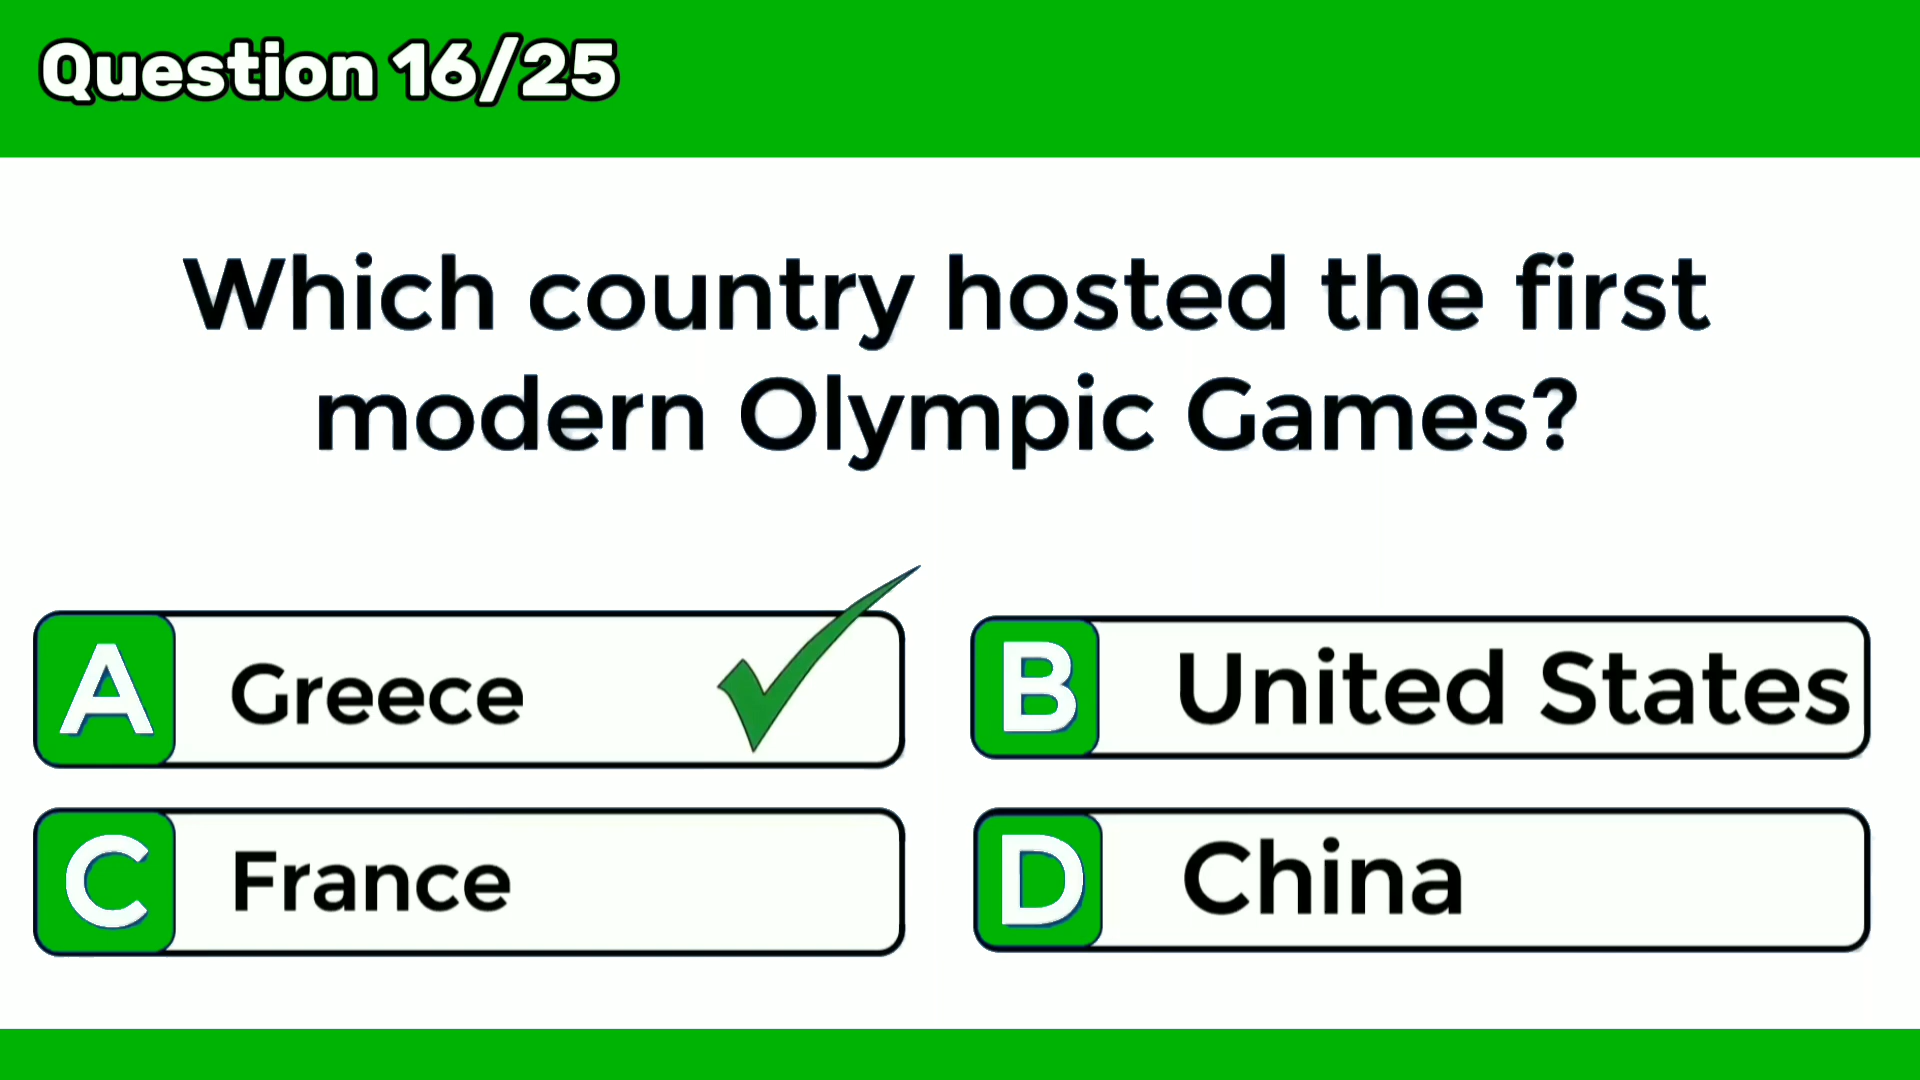 Question 16/25
Which country hosted the first
modern Olympic Games?
A Greece
B United States
C France
D China